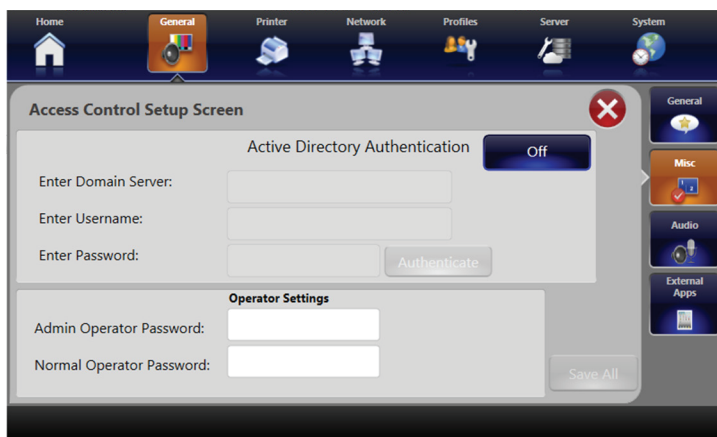 Home General Printer Network Profiles Server System
Access Control Setup Screen
Active Directory Authentication Off
Enter Domain Server:
Enter Username:
Enter Password: Authenticate
Operator Settings
Admin Operator Password:
Normal Operator Password:
Save All
General
Misc
1 2
Audio
External
Apps